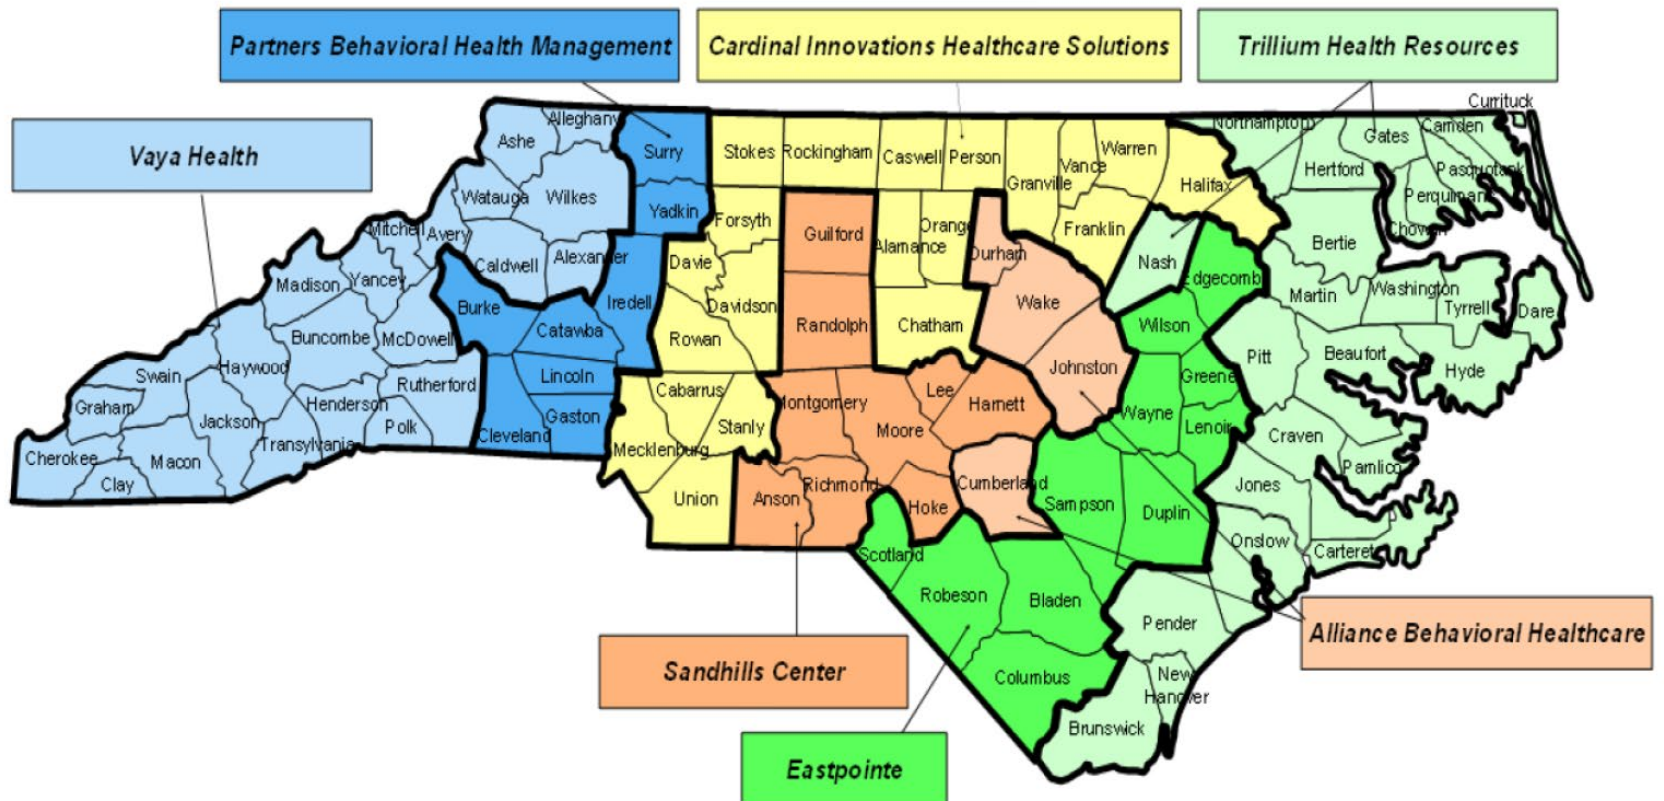 Partners Behavioral Health Management
Cardinal Innovations Healthcare Solutions
Trillium Health Resources
Vaya Health
Currituck
Alleghany
Northampton
Camden
Ashe
Gates
Surry
Stokes
Rockingham
Caswell
Person
Warren
Vance
Hertford
Pasquotank
Granville
Halifax
Watauga
Wilkes
Perquimans
Yadkin
Forsyth
Mitchell
Avery
Guilford
Orange
Franklin
Chowan
Alamance
Bertie
Durham
Caldwell
Alexander
Davie
Nash
Edgecomb
Madison
Yancey
Washington
Martin
Burke
Iredell
Davidson
Wake
Tyrrell
Dare
Catawba
Randolph
Chatham
Wilson
Buncombe
McDowell
Rowan
Pitt
Beaufort
Haywood
Johnston
Hyde
Swain
Lincoln
Greene
Rutherford
Cabarrus
Lee
Graham
Henderson
Montgomery
Harnett
Gaston
Wayne
Jackson
Polk
Stanly
Moore
Lenoir
Transylvania
Cleveland
Craven
Mecklenburg
Cherokee
Macon
Pamlico
Clay
Richmond
Cumberland
Jones
Union
Anson
Hoke
Sampson
Duplin
Onslow
Scotland
Carteret
Robeson
Bladen
Pender
Alliance Behavioral Healthcare
Sandhills Center
Columbus
New
Hanover
Brunswick
Eastpointe